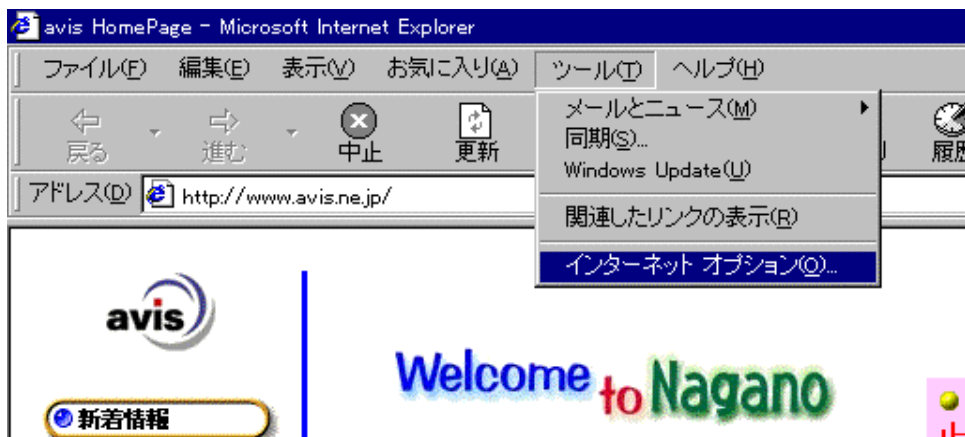 avis HomePage - Microsoft Internet Explorer
ファイル(F) 編集(E) 表示(V) お気に入り(A) ツール(T) ヘルプ(H)
戻る 進む 中止 更新 履歴
メールとニュース(M)
同期(S)...
Windows Update(U)
関連したリンクの表示(R)
インターネット オプション(O)...
アドレス(D) http://www.avis.ne.jp/
avis
Welcome to Nagano
新着情報